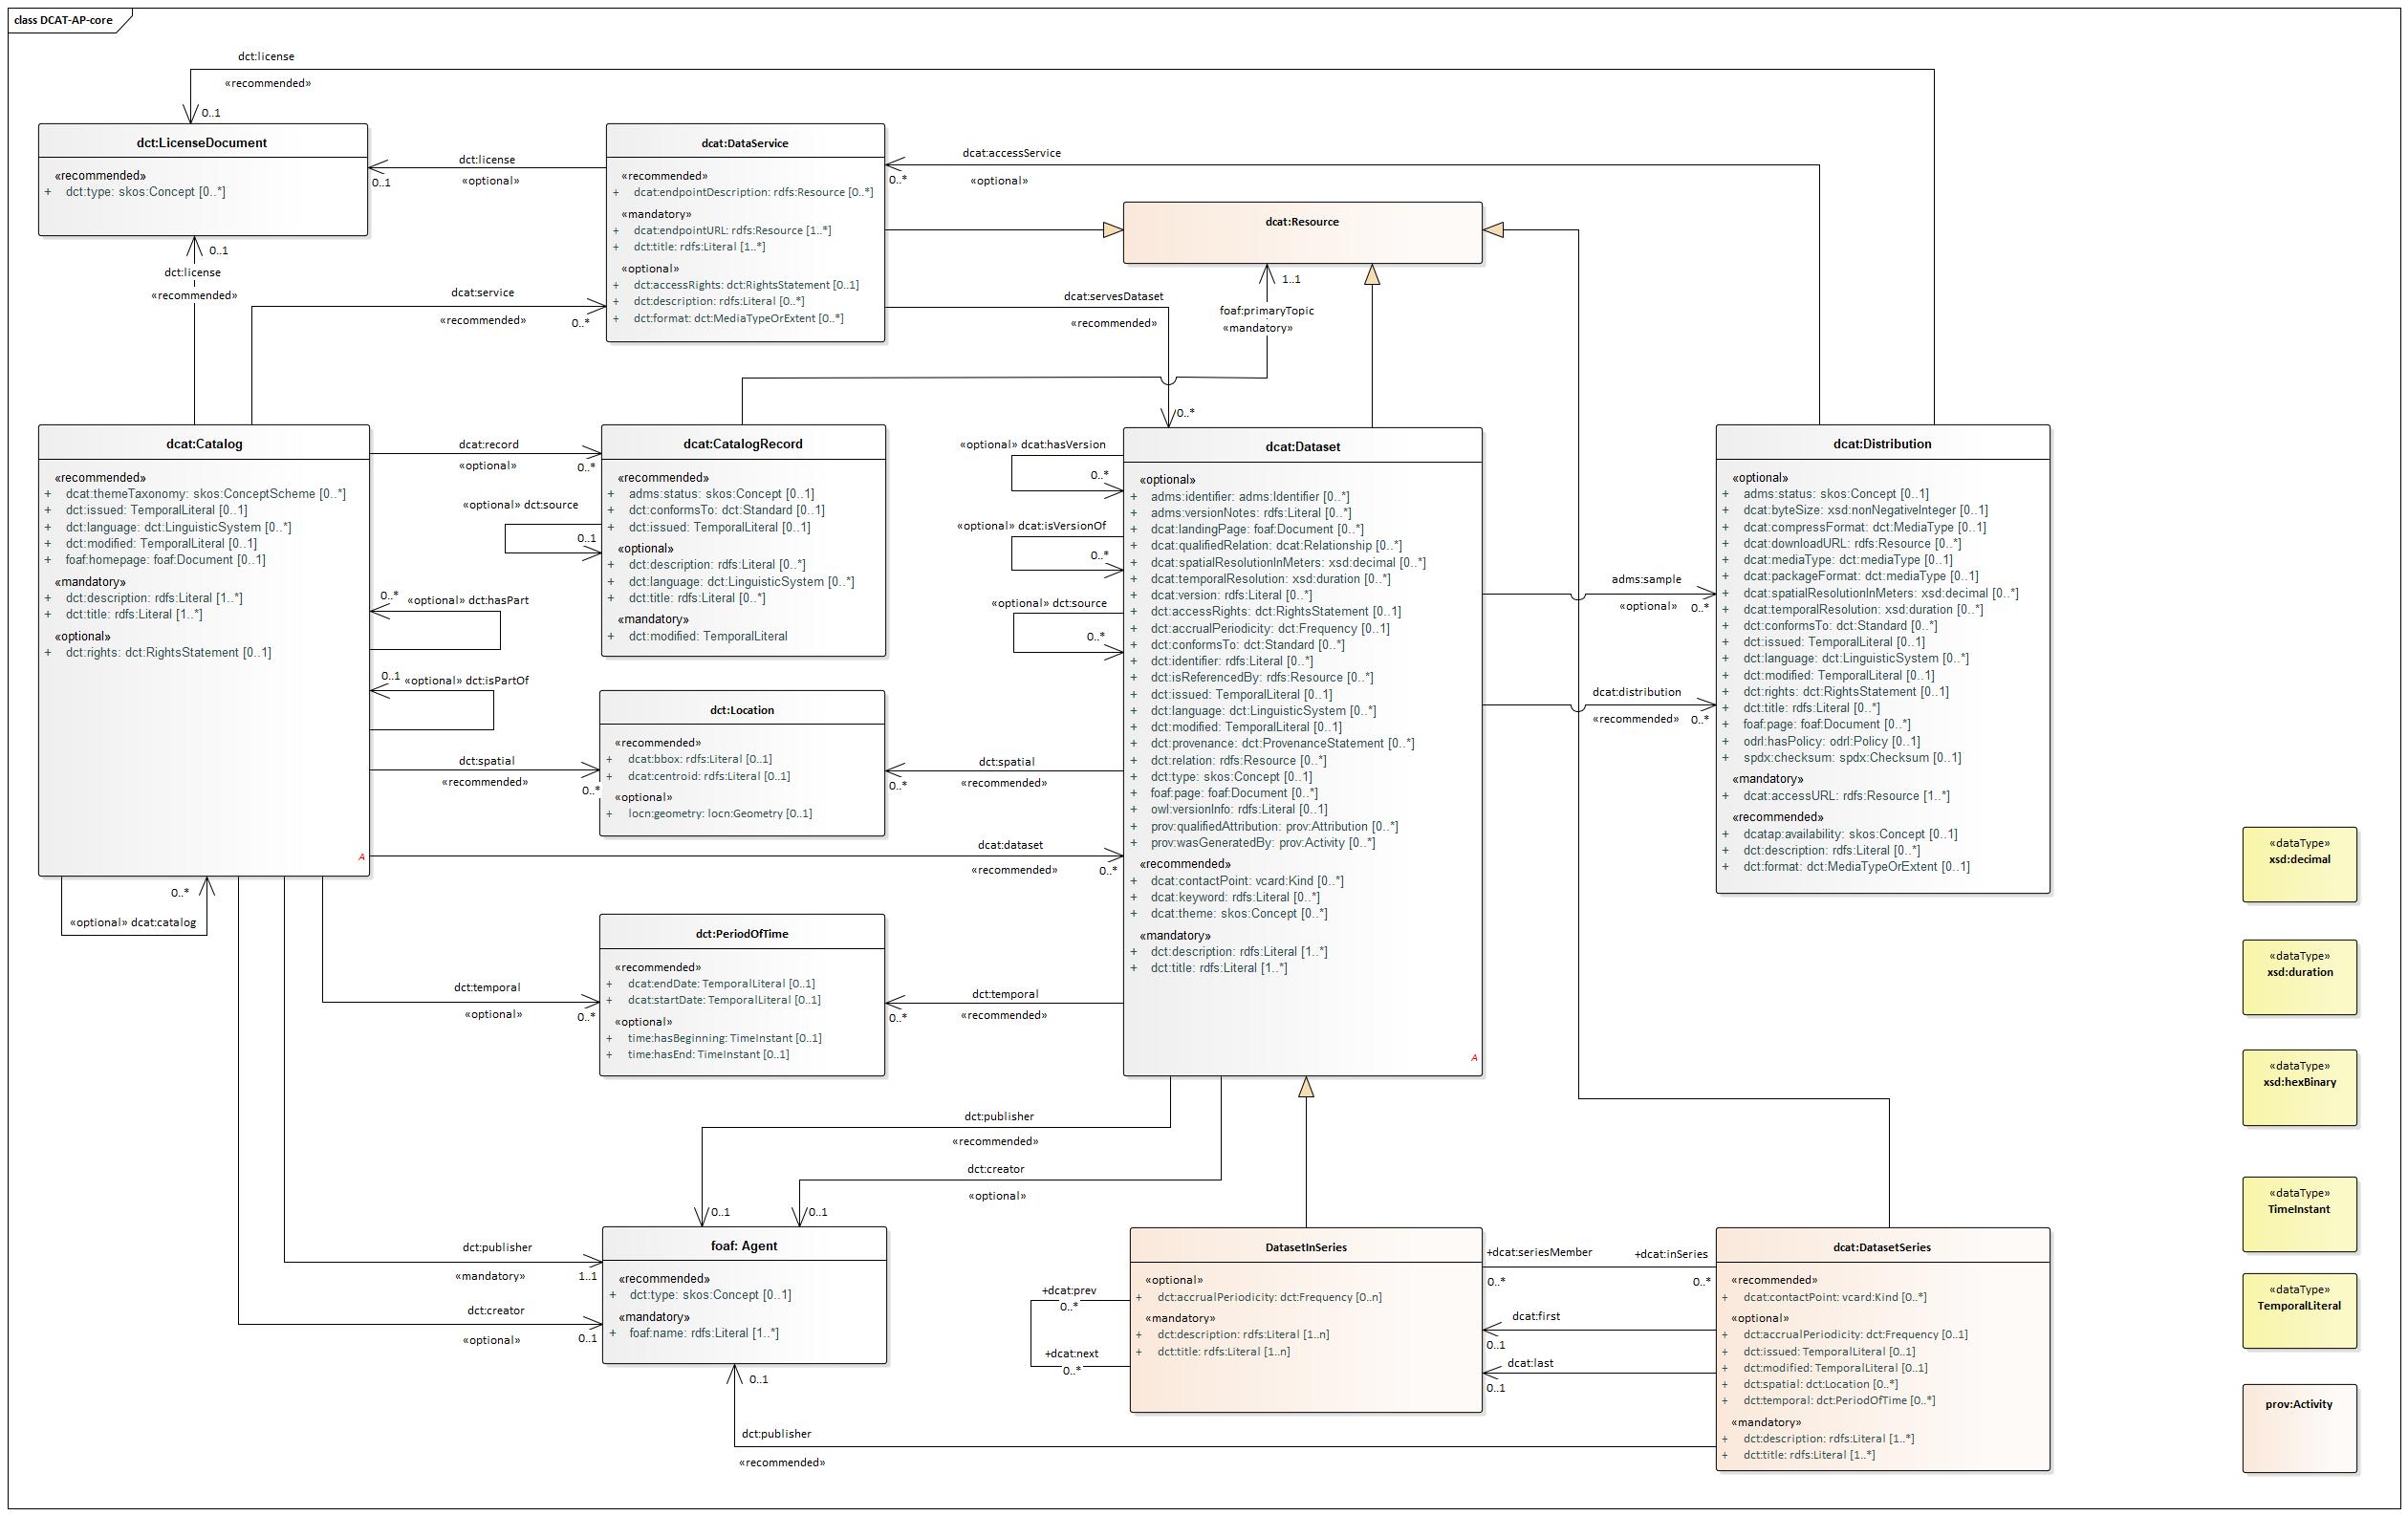 class DCAT-AP-core
dct:license
«recommended»
0..1
dct:LicenseDocument
«recommended»
+ dct:type: skos:Concept [0..*]
dct:license
«optional»
0..1
dcat:DataService
«recommended»
+ dcat:endpointDescription: rdfs:Resource [0..*]
«mandatory»
+ dcat:endpointURL: rdfs:Resource [1..*]
+ dct:title: rdfs:Literal [1..*]
«optional»
+ dct:accessRights: dct:RightsStatement [0..1]
+ dct:description: rdfs:Literal [0..*]
+ dct:format: dct:MediaTypeOrExtent [0..*]
dcat:accessService
«optional»
0..*
dcat:Resource
0..1
dct:license
«recommended»
dcat:service
«recommended»
0..*
dcat:servesDataset
«recommended»
0..*
1..1
foaf:primaryTopic
«mandatory»
dcat:Catalog
«recommended»
+ dcat:themeTaxonomy: skos:ConceptScheme [0..*]
+ dct:issued: TemporalLiteral [0..1]
+ dct:language: dct:LinguisticSystem [0..*]
+ dct:modified: TemporalLiteral [0..1]
+ foaf:homepage: foaf:Document [0..1]
«mandatory»
+ dct:description: rdfs:Literal [1..*]
+ dct:title: rdfs:Literal [1..*]
«optional»
+ dct:rights: dct:RightsStatement [0..1]
A
dcat:record
«optional»
0..*
dcat:CatalogRecord
«recommended»
+ adms:status: skos:Concept [0..1]
+ dct:conformsTo: dct:Standard [0..1]
+ dct:issued: TemporalLiteral [0..1]
«optional»
+ dct:description: rdfs:Literal [0..*]
+ dct:language: dct:LinguisticSystem [0..*]
+ dct:title: rdfs:Literal [0..*]
«mandatory»
+ dct:modified: TemporalLiteral
«optional» dct:source
0..1
0..*
«optional» dct:hasPart
0..1
«optional» dct:isPartOf
«optional» dcat:hasVersion
0..*
«optional» dcat:isVersionOf
0..*
«optional» dct:source
0..*
dcat:Dataset
«optional»
+ adms:identifier: adms:Identifier [0..*]
+ adms:versionNotes: rdfs:Literal [0..*]
+ dcat:landingPage: foaf:Document [0..*]
+ dcat:qualifiedRelation: dcat:Relationship [0..*]
+ dcat:spatialResolutionInMeters: xsd:decimal [0..*]
+ dcat:temporalResolution: xsd:duration [0..*]
+ dcat:version: rdfs:Literal [0..*]
+ dct:accessRights: dct:RightsStatement [0..1]
+ dct:accrualPeriodicity: dct:Frequency [0..1]
+ dct:conformsTo: dct:Standard [0..*]
+ dct:identifier: rdfs:Literal [0..*]
+ dct:isReferencedBy: rdfs:Resource [0..*]
+ dct:issued: TemporalLiteral [0..1]
+ dct:language: dct:LinguisticSystem [0..*]
+ dct:modified: TemporalLiteral [0..1]
+ dct:provenance: dct:ProvenanceStatement [0..*]
+ dct:relation: rdfs:Resource [0..*]
+ dct:type: skos:Concept [0..1]
+ foaf:page: foaf:Document [0..*]
+ owl:versionInfo: rdfs:Literal [0..1]
+ prov:qualifiedAttribution: prov:Attribution [0..*]
+ prov:wasGeneratedBy: prov:Activity [0..*]
«recommended»
+ dcat:contactPoint: vcard:Kind [0..*]
+ dcat:keyword: rdfs:Literal [0..*]
+ dcat:theme: skos:Concept [0..*]
«mandatory»
+ dct:description: rdfs:Literal [1..*]
+ dct:title: rdfs:Literal [1..*]
A
adms:sample
«optional»
0..*
dcat:distribution
«recommended»
0..*
dcat:Distribution
«optional»
+ adms:status: skos:Concept [0..1]
+ dcat:byteSize: xsd:nonNegativeInteger [0..1]
+ dcat:compressFormat: dct:MediaType [0..1]
+ dcat:downloadURL: rdfs:Resource [0..*]
+ dcat:mediaType: dct:mediaType [0..1]
+ dcat:packageFormat: dct:mediaType [0..1]
+ dcat:spatialResolutionInMeters: xsd:decimal [0..*]
+ dcat:temporalResolution: xsd:duration [0..*]
+ dct:conformsTo: dct:Standard [0..*]
+ dct:issued: TemporalLiteral [0..1]
+ dct:language: dct:LinguisticSystem [0..*]
+ dct:modified: TemporalLiteral [0..1]
+ dct:rights: dct:RightsStatement [0..1]
+ dct:title: rdfs:Literal [0..*]
+ foaf:page: foaf:Document [0..*]
+ odrl:hasPolicy: odrl:Policy [0..1]
+ spdx:checksum: spdx:Checksum [0..1]
«mandatory»
+ dcat:accessURL: rdfs:Resource [1..*]
«recommended»
+ dcatap:availability: skos:Concept [0..1]
+ dct:description: rdfs:Literal [0..*]
+ dct:format: dct:MediaTypeOrExtent [0..1]
dct:spatial
«recommended»
0..*
dct:Location
«recommended»
+ dcat:bbox: rdfs:Literal [0..1]
+ dcat:centroid: rdfs:Literal [0..1]
«optional»
+ locn:geometry: locn:Geometry [0..1]
dct:spatial
«recommended»
0..*
dcat:dataset
«recommended»
0..*
0..*
«optional» dcat:catalog
dct:temporal
«optional»
0..*
dct:PeriodOfTime
«recommended»
+ dcat:endDate: TemporalLiteral [0..1]
+ dcat:startDate: TemporalLiteral [0..1]
«optional»
+ time:hasBeginning: TimeInstant [0..1]
+ time:hasEnd: TimeInstant [0..1]
dct:temporal
«recommended»
0..*
dct:publisher
«recommended»
0..1
dct:creator
«optional»
0..1
dct:publisher
«mandatory»
1..1
dct:creator
«optional»
0..1
foaf: Agent
«recommended»
+ dct:type: skos:Concept [0..1]
«mandatory»
+ foaf:name: rdfs:Literal [1..*]
0..1
dct:publisher
«recommended»
+dcat:prev
0..*
+dcat:next
0..*
DatasetInSeries
«optional»
+ dct:accrualPeriodicity: dct:Frequency [0..n]
«mandatory»
+ dct:description: rdfs:Literal [1..n]
+ dct:title: rdfs:Literal [1..n]
+dcat:seriesMember
0..*
+dcat:inSeries
0..*
dcat:first
0..1
dcat:last
0..1
dcat:DatasetSeries
«recommended»
+ dcat:contactPoint: vcard:Kind [0..*]
«optional»
+ dct:accrualPeriodicity: dct:Frequency [0..1]
+ dct:issued: TemporalLiteral [0..1]
+ dct:modified: TemporalLiteral [0..1]
+ dct:spatial: dct:Location [0..*]
+ dct:temporal: dct:PeriodOfTime [0..*]
«mandatory»
+ dct:description: rdfs:Literal [1..*]
+ dct:title: rdfs:Literal [1..*]
«dataType»
xsd:decimal
«dataType»
xsd:duration
«dataType»
xsd:hexBinary
«dataType»
TimeInstant
«dataType»
TemporalLiteral
prov:Activity